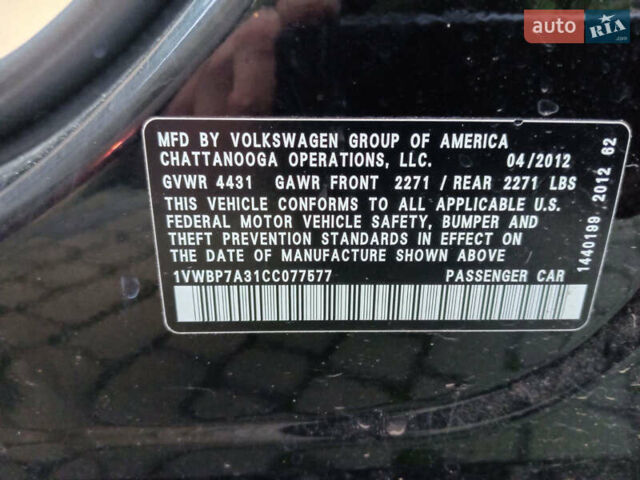 auto RIA .com
MFD BY VOLKSWAGEN GROUP OF AMERICA
CHATTANOOGA OPERATIONS, LLC. 04/2012
GVWR 4431 GAWR FRONT 2271 / REAR 2271 LBS
THIS VEHICLE CONFORMS TO ALL APPLICABLE U.S.
FEDERAL MOTOR VEHICLE SAFETY, BUMPER AND
THEFT PREVENTION STANDARDS IN EFFECT ON
THE DATE OF MANUFACTURE SHOWN ABOVE
1VWBP7A31CC077577 PASSENGER CAR
1440199 2012 62